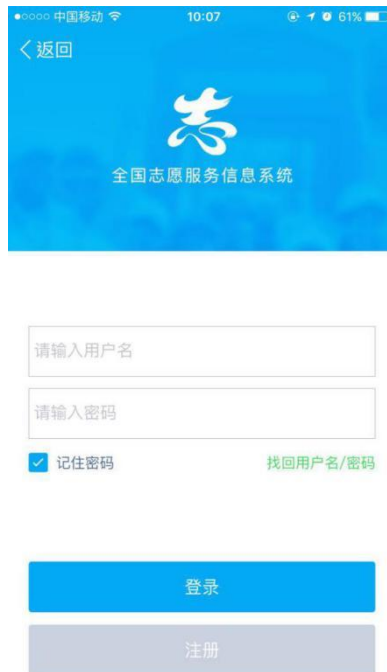 中国移动 10:07 61%
返回
志
全国志愿服务信息系统
请输入用户名
请输入密码
记住密码 找回用户名/密码
登录
注册